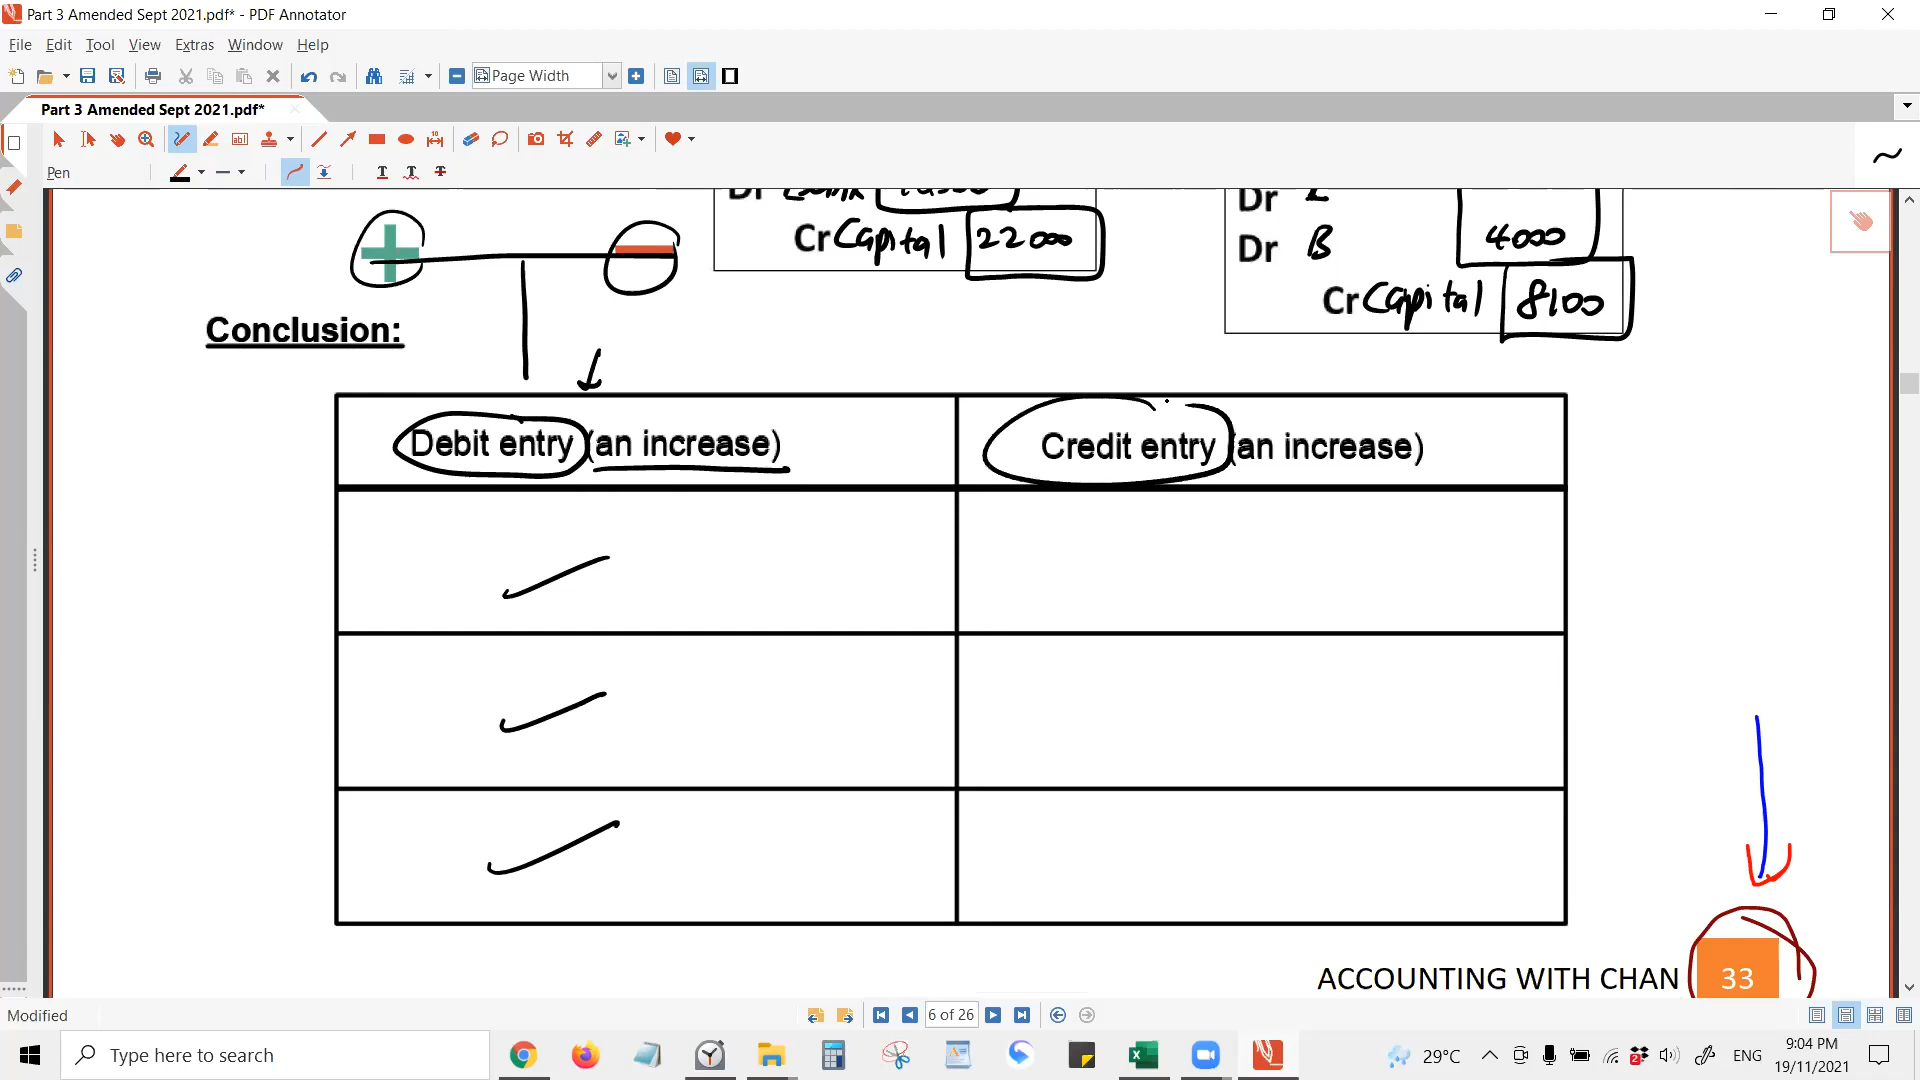 Part 3 Amended Sept 2021.pdf* - PDF Annotator
File Edit Tool View Extras Window Help
Page Width
Part 3 Amended Sept 2021.pdf*
Pen
Dr
Cr Capital 22000
Dr
Dr B 4000
Cr Capital 8100
Conclusion:
Debit entry (an increase)
Credit entry (an increase)
ACCOUNTING WITH CHAN 33
Modified
6 of 26
Type here to search
29°C
ENG
9:04 PM
19/11/2021